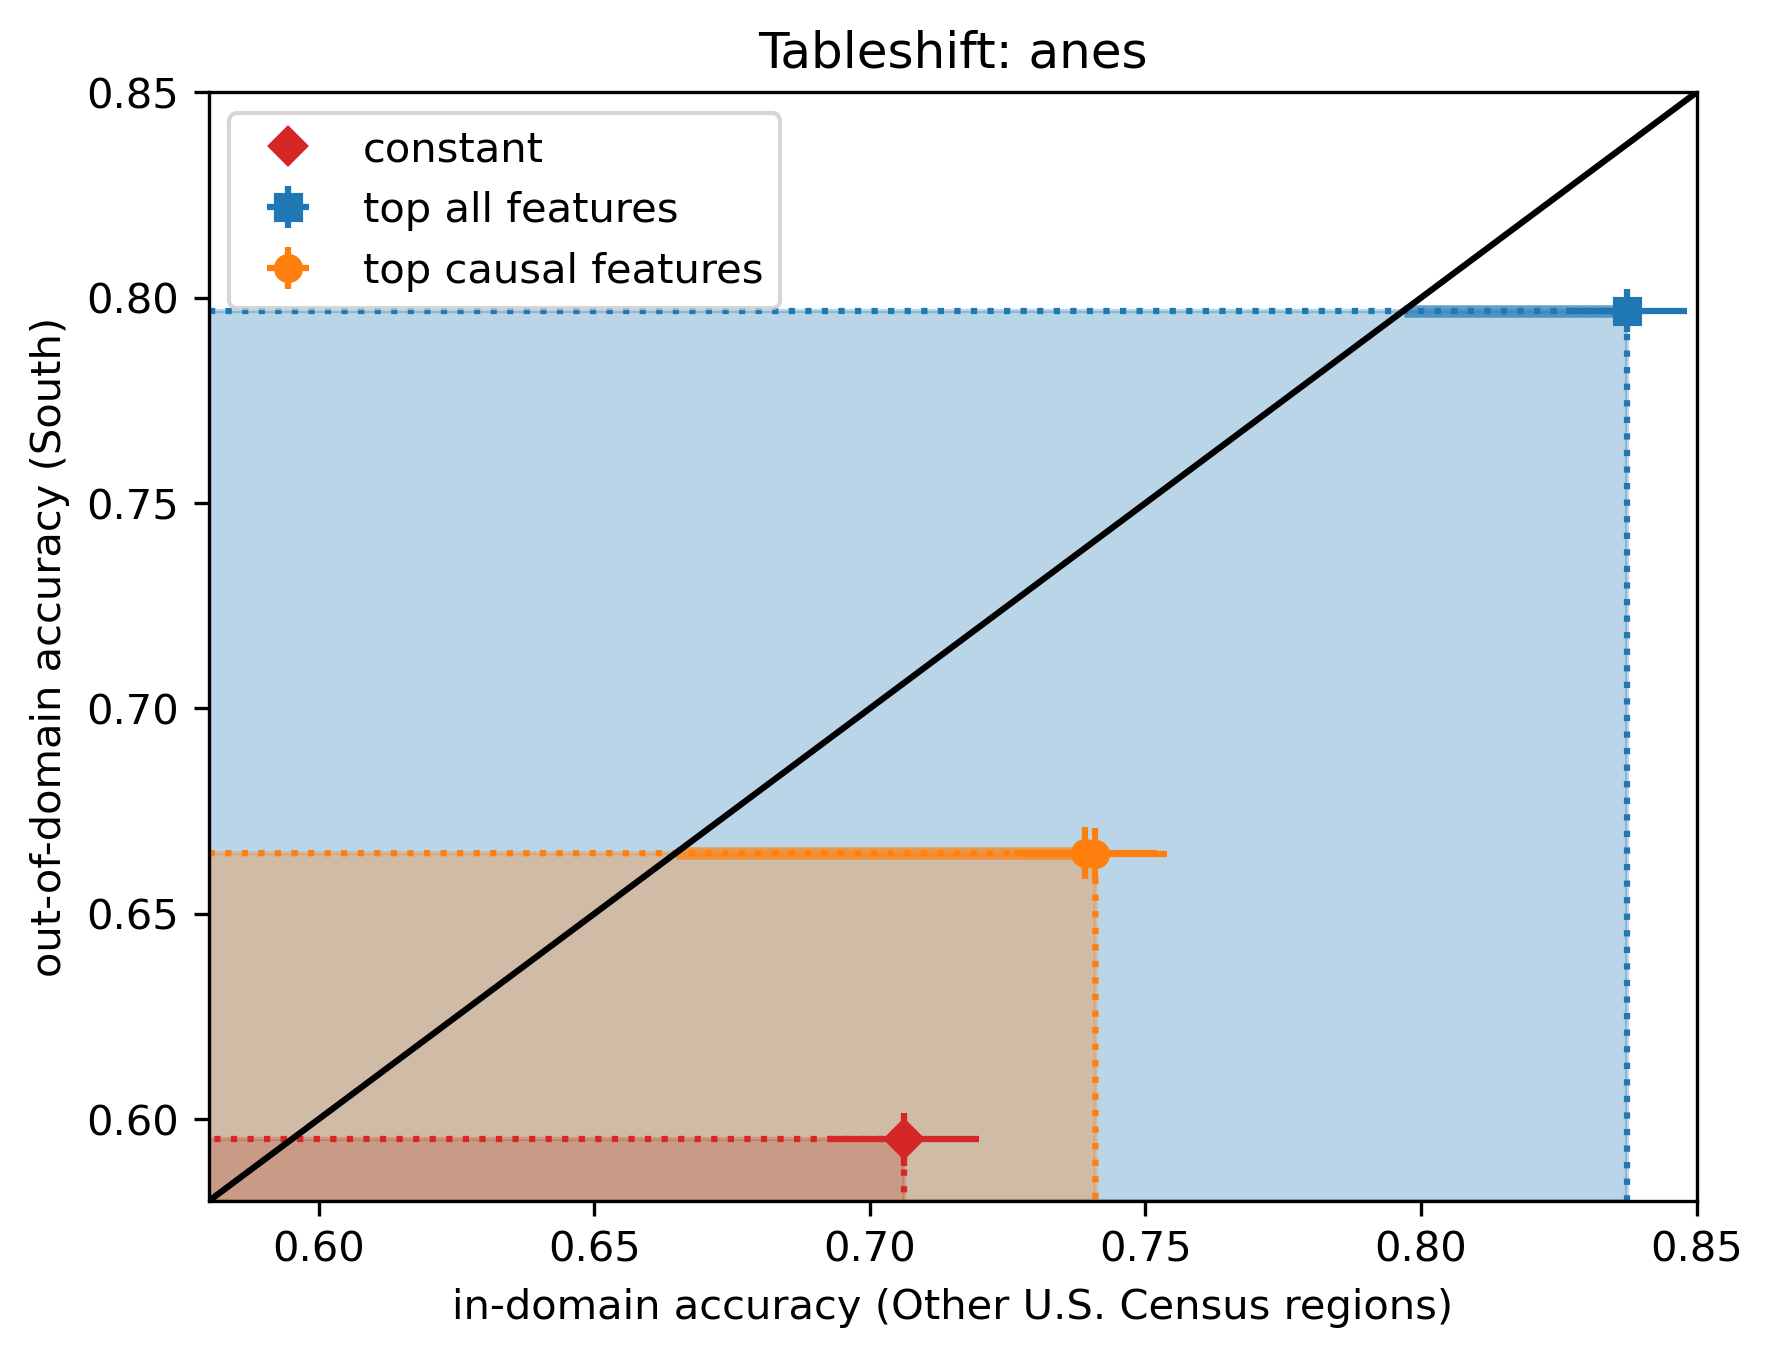 Tableshift: anes
constant
top all features
top causal features
out-of-domain accuracy (South)
0.85
0.80
0.75
0.70
0.65
0.60
0.60
0.65
0.70
0.75
0.80
0.85
in-domain accuracy (Other U.S. Census regions)